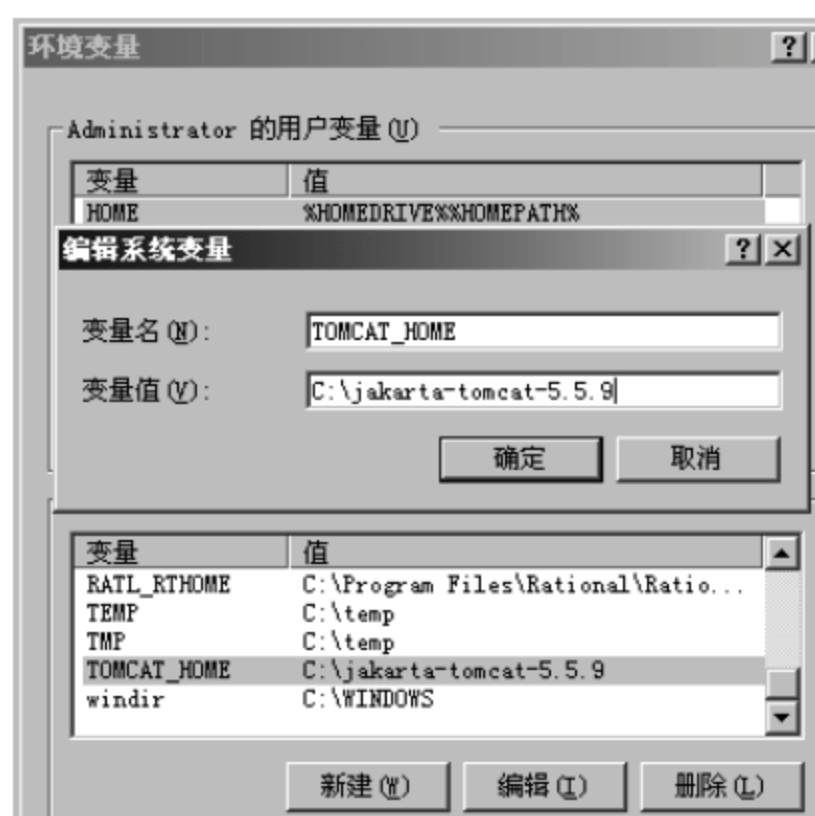 环境变量
?
Administrator 的用户变量(U)
变量 值
HOME %HOMEDRIVE%%HOMEPATH%
编辑系统变量
?
变量名(N): TOMCAT_HOME
变量值(V): C:\jakarta-tomcat-5.5.9
确定 取消
变量 值
RATL_RTHOME C:\Program Files\Rational\Ratio...
TEMP C:\temp
TMP C:\temp
TOMCAT_HOME C:\jakarta-tomcat-5.5.9
windir C:\WINDOWS
新建(W) 编辑(I) 删除(L)